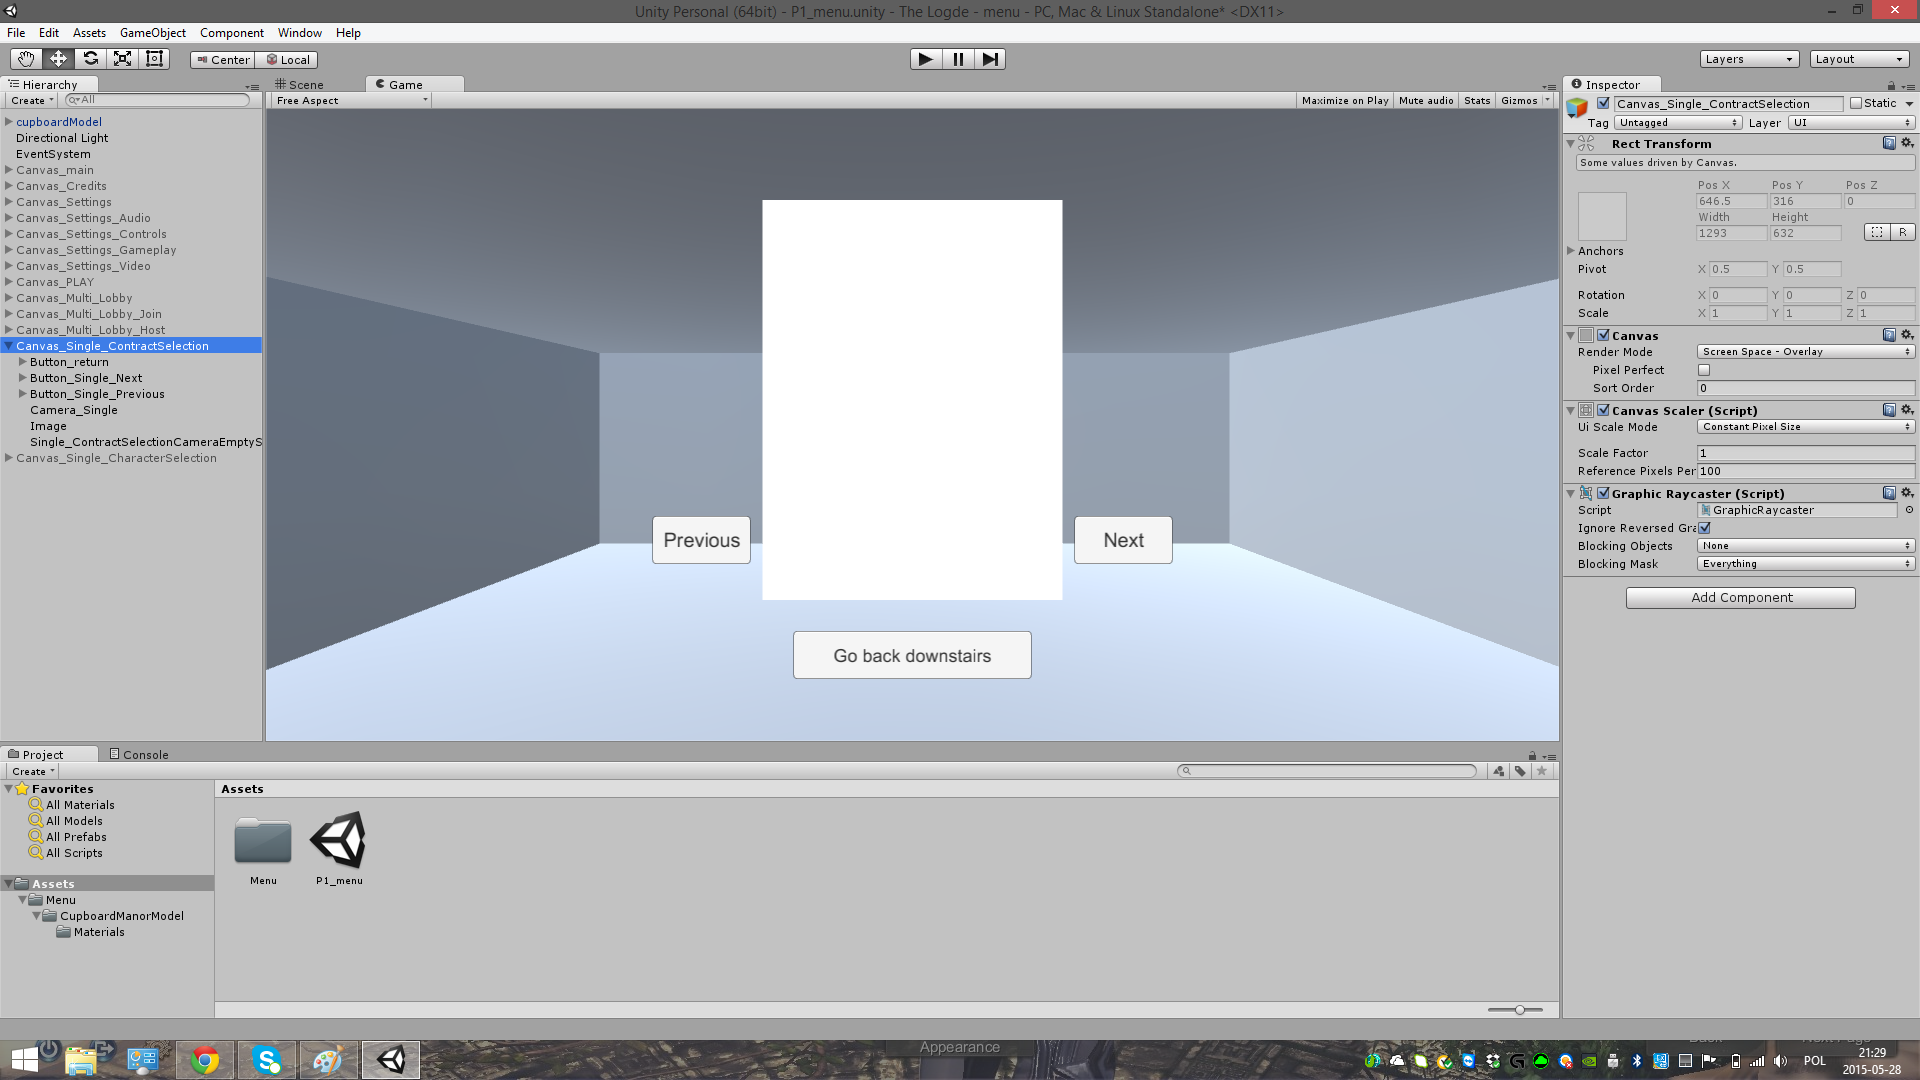 Unity Personal (64bit) - P1_menu.unity - The Logde - menu - PC, Mac & Linux Standalone* <DX11>
File Edit Assets GameObject Component Window Help
Center Local Layers Layout
Hierarchy
Create All
cupboardModel
Directional Light
EventSystem
Canvas_main
Canvas_Credits
Canvas_Settings
Canvas_Settings_Audio
Canvas_Settings_Controls
Canvas_Settings_Gameplay
Canvas_Settings_Video
Canvas_PLAY
Canvas_Multi_Lobby
Canvas_Multi_Lobby_Join
Canvas_Multi_Lobby_Host
Canvas_Single_ContractSelection
Button_return
Button_Single_Next
Button_Single_Previous
Camera_Single
Image
Single_ContractSelectionCameraEmptyS
Canvas_Single_CharacterSelection
Scene Game
Free Aspect Maximize on Play Mute audio Stats Gizmos
Previous
Next
Go back downstairs
Inspector
Canvas_Single_ContractSelection Static
Tag Untagged Layer UI
Rect Transform
Some values driven by Canvas.
Pos X Pos Y Pos Z
646.5 316 0
Width Height
1293 632 R
Anchors
Pivot X 0.5 Y 0.5
Rotation X 0 Y 0 Z 0
Scale X 1 Y 1 Z 1
Canvas
Render Mode Screen Space - Overlay
Pixel Perfect
Sort Order 0
Canvas Scaler (Script)
Ui Scale Mode Constant Pixel Size
Scale Factor 1
Reference Pixels Per 100
Graphic Raycaster (Script)
Script GraphicRaycaster
Ignore Reversed Gra
Blocking Objects None
Blocking Mask Everything
Add Component
Project Console
Create
Favorites
All Materials
All Models
All Prefabs
All Scripts
Assets
Menu
CupboardManorModel
Materials
Assets
Menu P1_menu
Appearance
Back Next Page
POL 21:29
2015-05-28